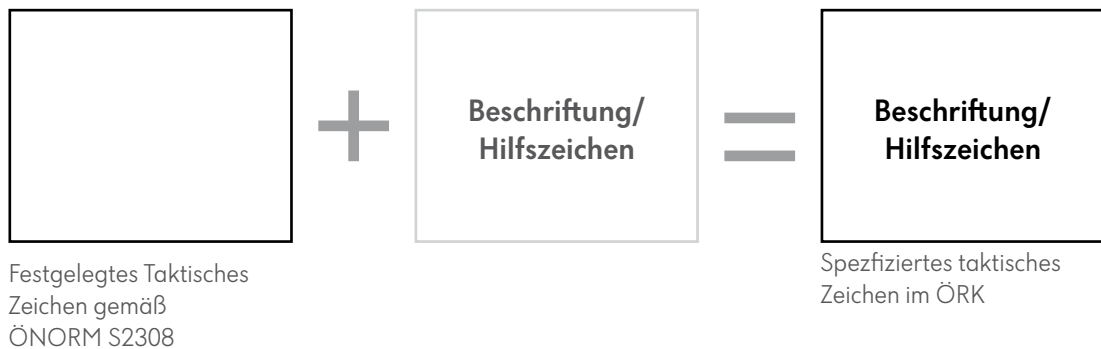 Beschriftung/
Hilfszeichen
Beschriftung/
Hilfszeichen
Festgelegtes Taktisches
Zeichen gemäß
ÖNORM S2308
Spezfiziertes taktisches
Zeichen im ÖRK